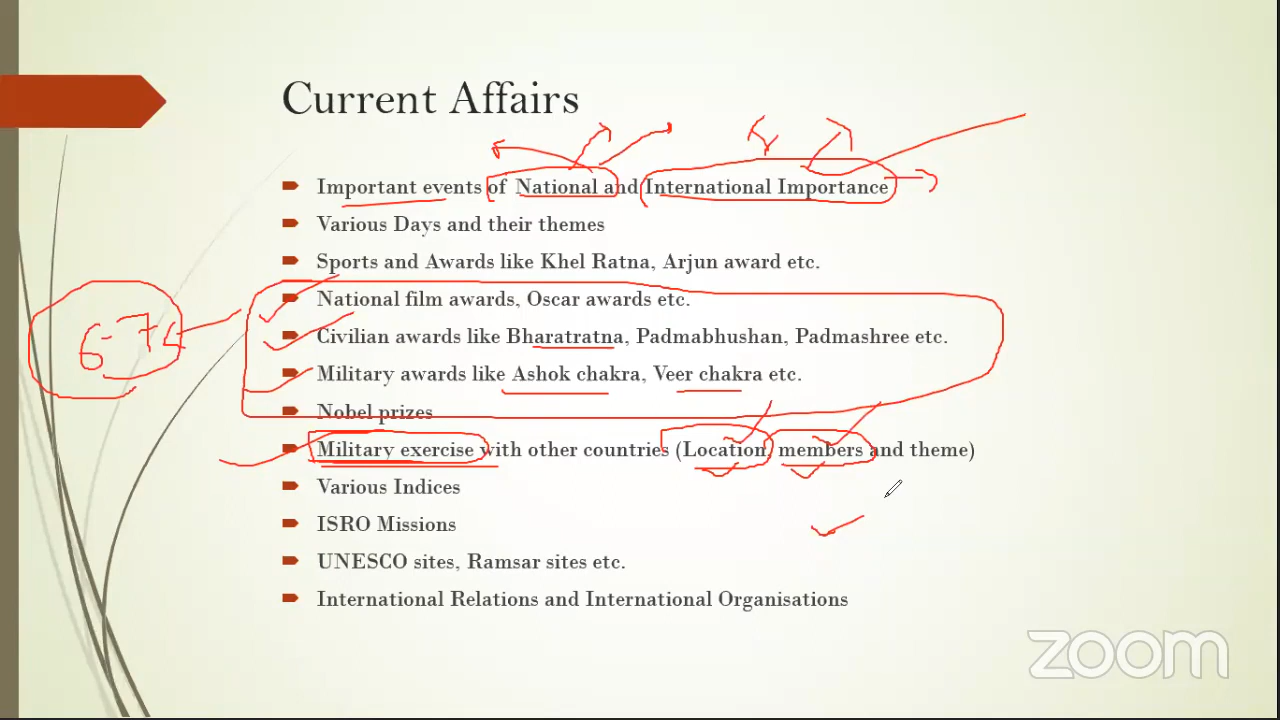 Current Affairs
Important events of National and International Importance
Various Days and their themes
Sports and Awards like Khel Ratna, Arjun award etc.
National film awards, Oscar awards etc.
Civilian awards like Bharatratna, Padmabhushan, Padmashree etc.
Military awards like Ashok chakra, Veer chakra etc.
Nobel prizes
Military exercise with other countries (Location, members and theme)
Various Indices
ISRO Missions
UNESCO sites, Ramsar sites etc.
International Relations and International Organisations
zoom